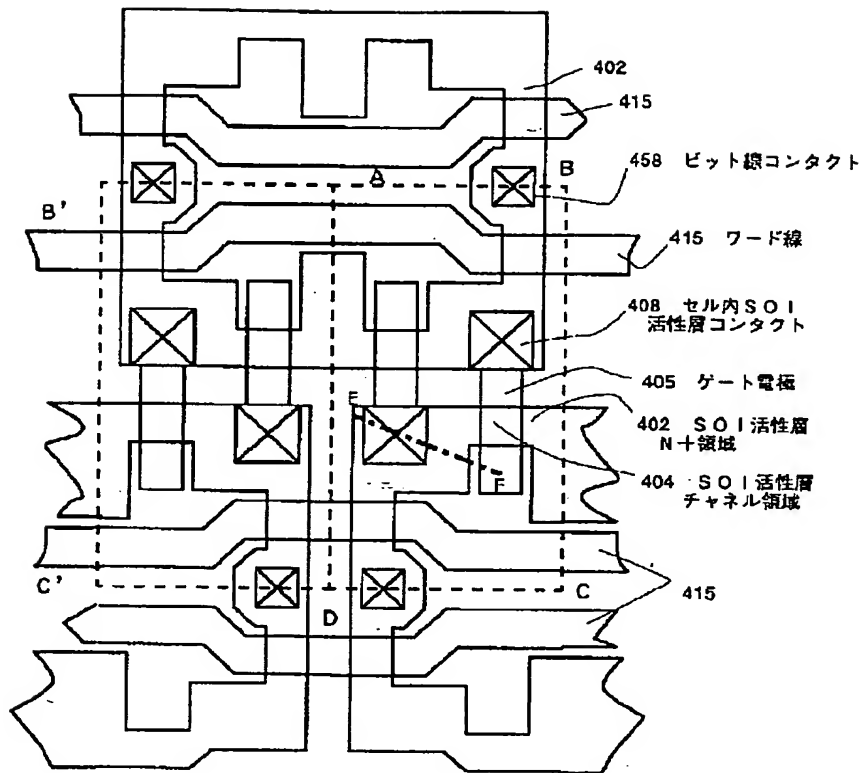 402
415
A
B
458 ビット線コンタクト
B'
415 ワード線
408 セル内SOI
活性層コンタクト
405 ゲート電極
E
402 SOI活性層
N+領域
F
404 SOI活性層
チャネル領域
C'
C
415
D